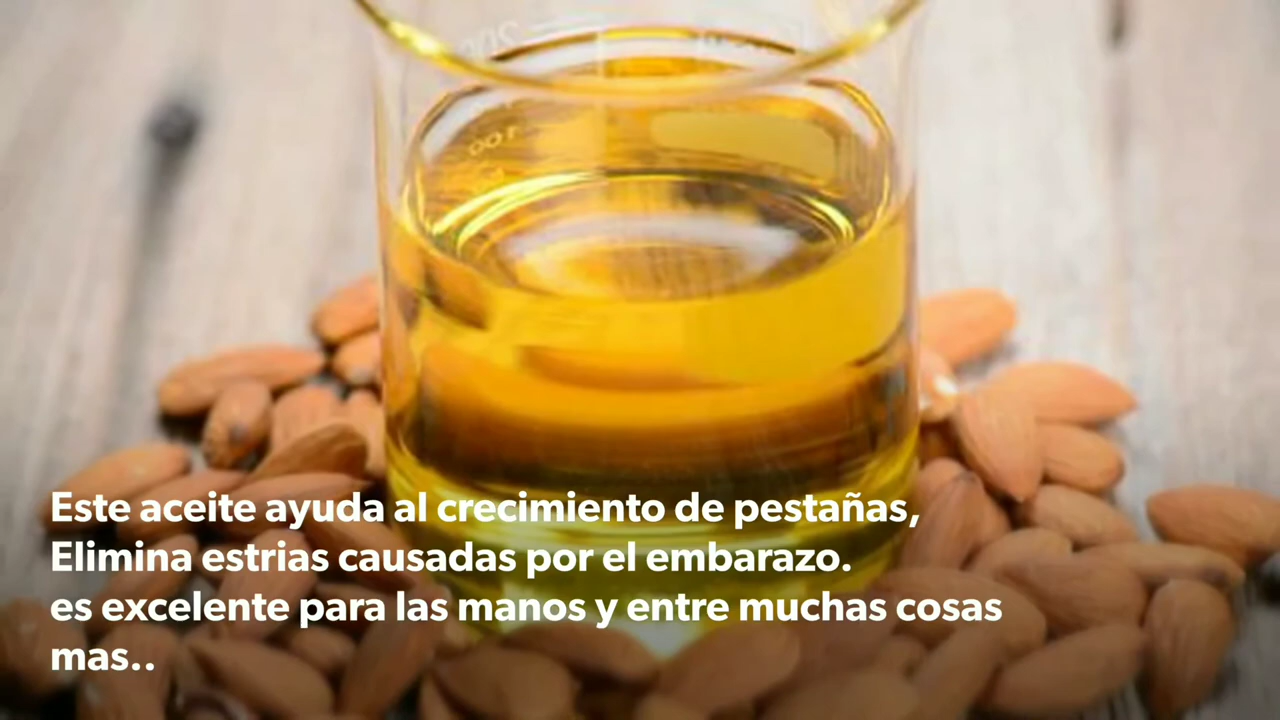 Este aceite ayuda al crecimiento de pestañas,
Elimina estrias causadas por el embarazo.
es excelente para las manos y entre muchas cosas
mas..